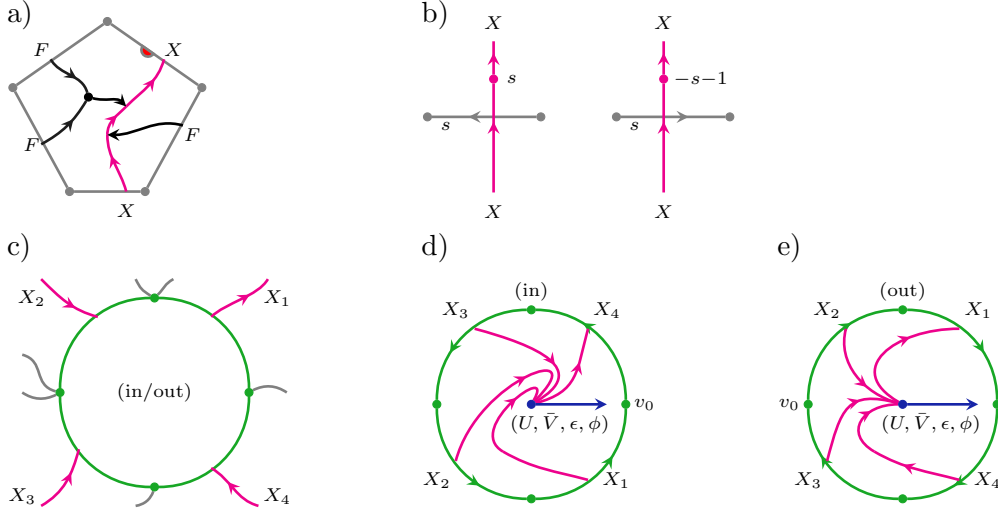 a)
F
X
F
F
X
b)
X
X
s
−s−1
s
s
X
X
c)
X₂
X₁
(in/out)
X₃
X₄
d)
(in)
X₃
X₄
v₀
(U, V̄, ϵ, ϕ)
X₂
X₁
e)
(out)
X₂
X₁
v₀
(U, V̄, ϵ, ϕ)
X₃
X₄